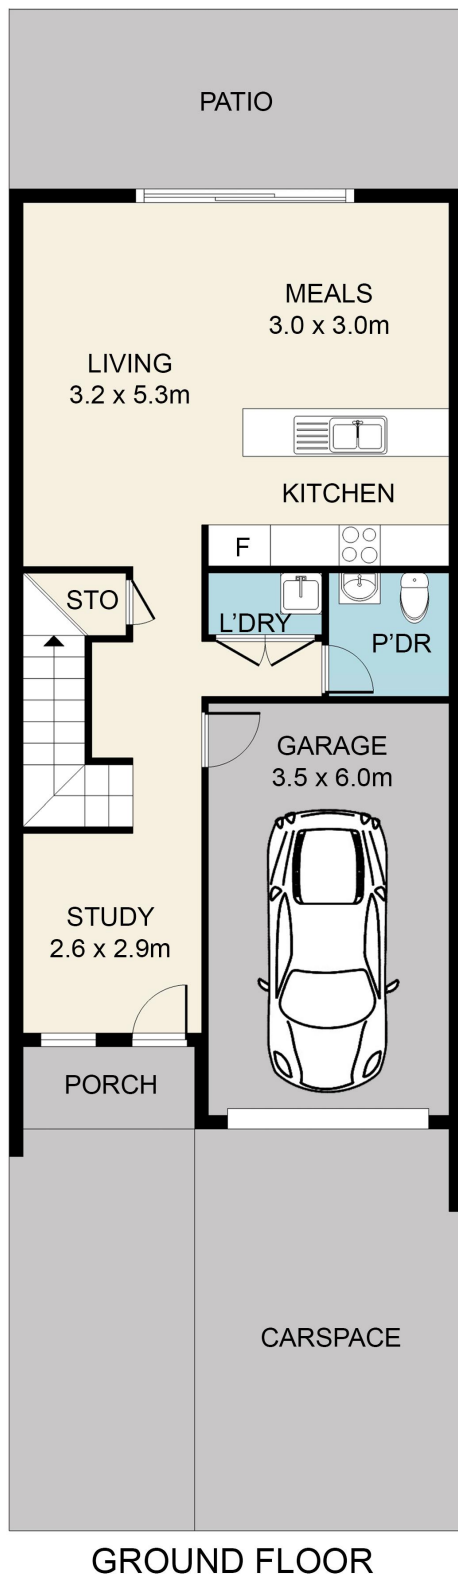 PATIO
MEALS
3.0 x 3.0m
LIVING
3.2 x 5.3m
KITCHEN
F
STO
L'DRY
P'DR
GARAGE
3.5 x 6.0m
STUDY
2.6 x 2.9m
PORCH
CARSPACE
GROUND FLOOR